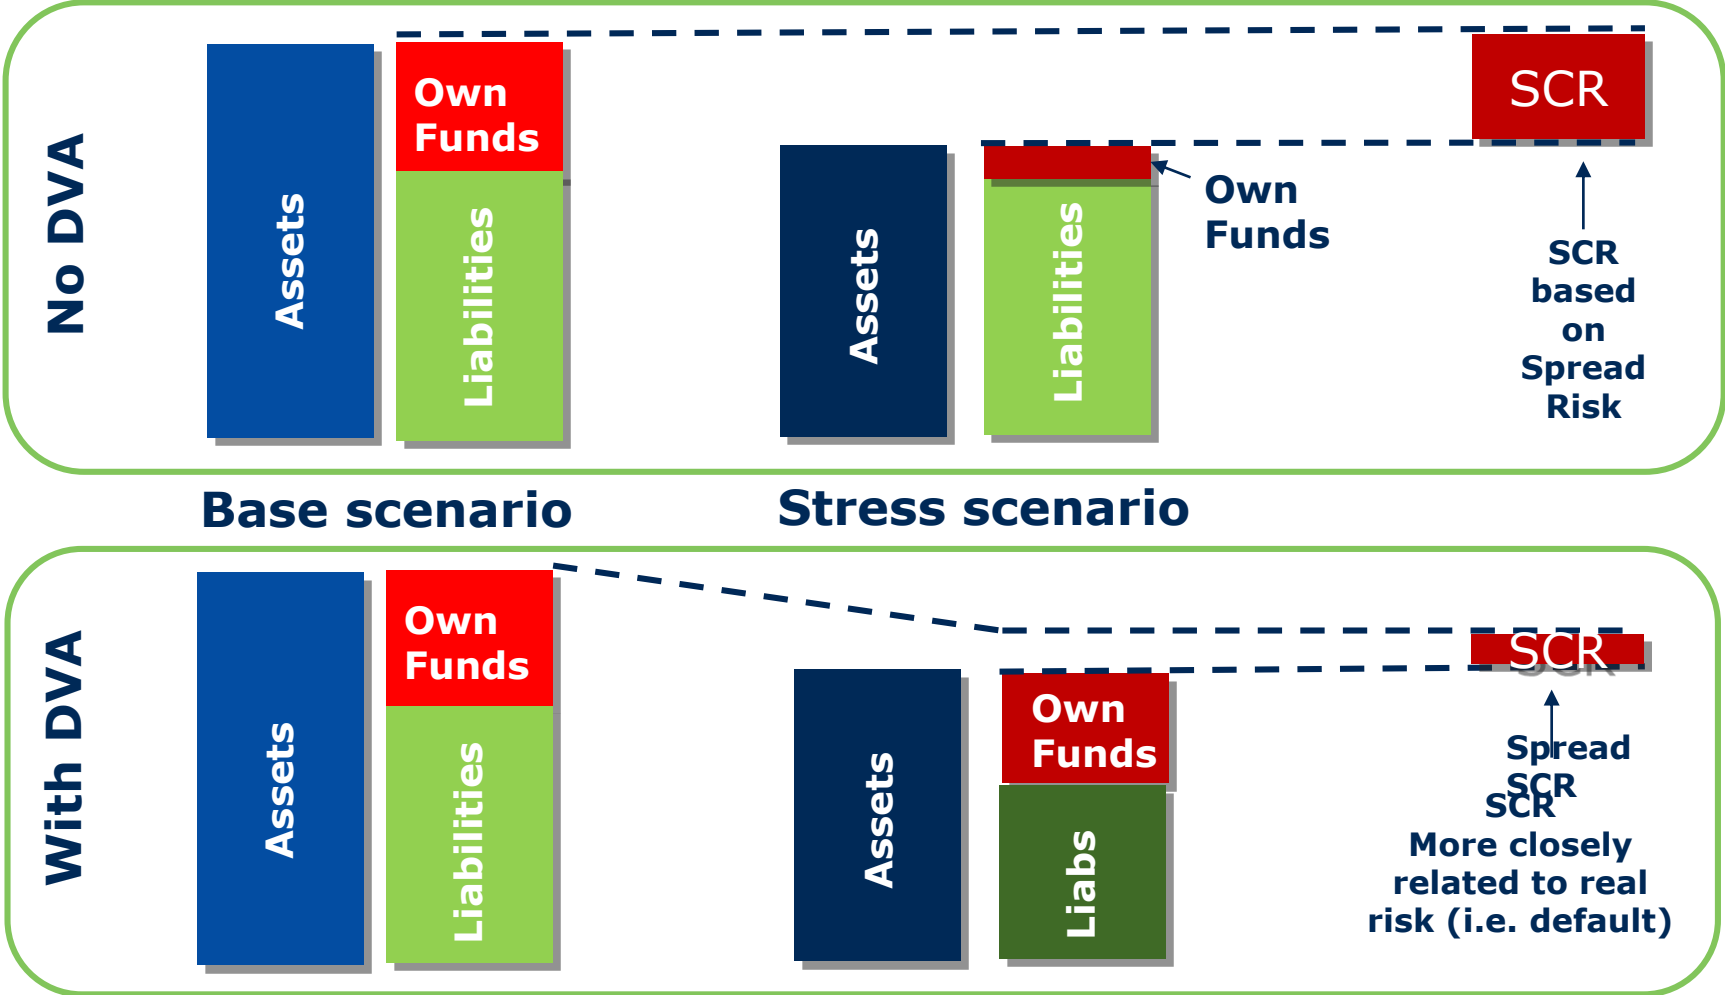 No DVA
Assets
Own
Funds
Liabilities
Assets
Liabilities
Own
Funds
SCR
SCR
based
on
Spread
Risk
Base scenario
Stress scenario
With DVA
Assets
Own
Funds
Liabilities
Assets
Own
Funds
Liabs
SCR
Spread
SCR
SCR
More closely
related to real
risk (i.e. default)